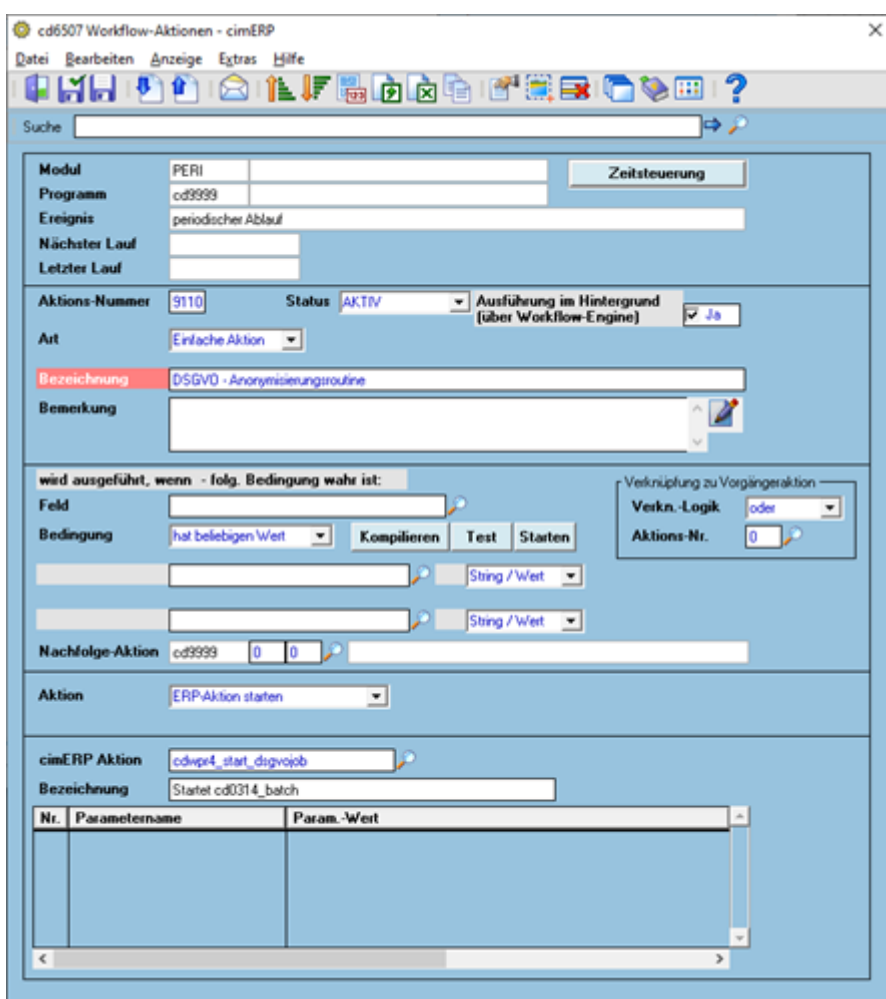 cd6507 Workflow-Aktionen - cimERP
Datei Bearbeiten Anzeige Extras Hilfe
Suche
Modul PERI Zeitsteuerung
Programm cd9999
Ereignis periodischer Ablauf
Nächster Lauf
Letzter Lauf
Aktions-Nummer 9110 Status AKTIV Ausführung im Hintergrund
(über Workflow-Engine) Ja
Art Einfache Aktion
Bezeichnung DSGVO - Anonymisierungsroutine
Bemerkung
wird ausgeführt, wenn - folg. Bedingung wahr ist: Verknüpfung zu Vorgängeraktion
Feld Verkn.-Logik oder
Bedingung hat beliebigen Wert Kompilieren Test Starten Aktions-Nr. 0
String / Wert
String / Wert
Nachfolge-Aktion cd9999 0 0
Aktion ERP-Aktion starten
cimERP Aktion cdwpr4_start_dsgvojob
Bezeichnung Startet cd0314_batch
Nr. Parametername Param.-Wert